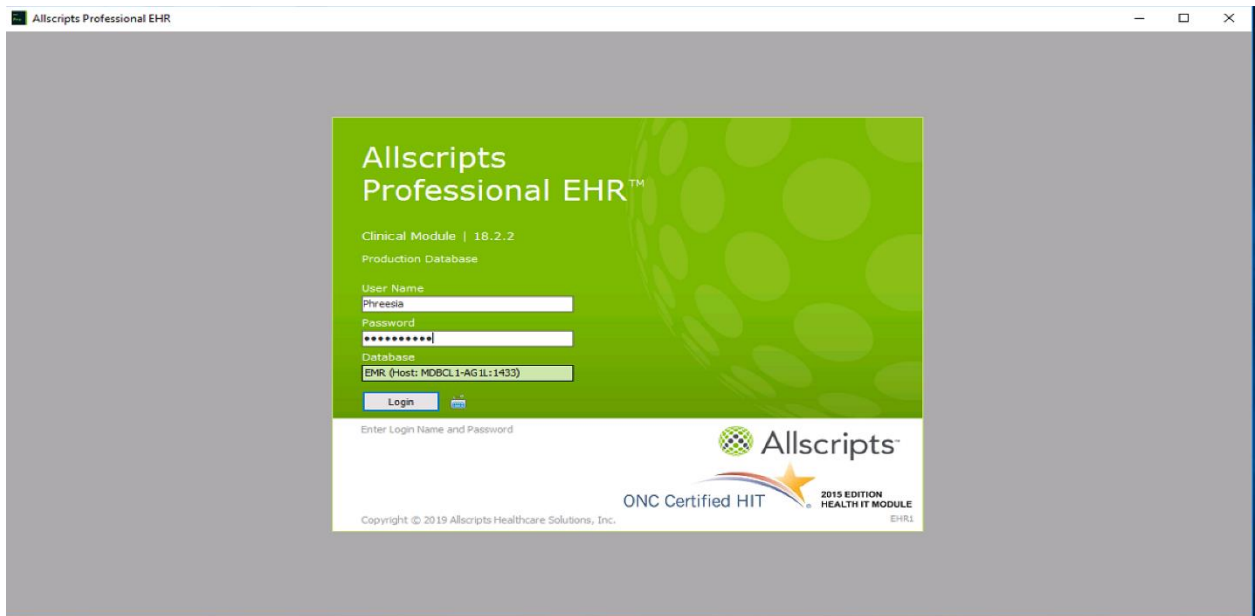 Allscripts Professional EHR
Allscripts
Professional EHR™
Clinical Module | 18.2.2
Production Database
User Name
Phreesia
Password
••••••••••
Database
EMR (Host: MDBCL1-AG1L:1433)
Login
Enter Login Name and Password
Allscripts™
ONC Certified HIT
2015 EDITION
HEALTH IT MODULE
Copyright © 2019 Allscripts Healthcare Solutions, Inc.
EHR1